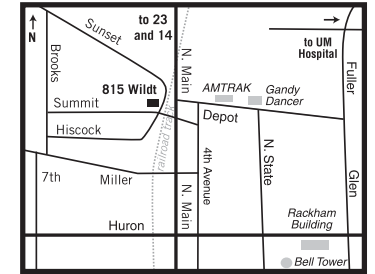 N
Sunset
to 23
and 14
to UM
Hospital
Brooks
N. Main
Fuller
815 Wildt
AMTRAK
Gandy
Dancer
Summit
Depot
Hiscock
railroad track
4th Avenue
N. State
7th
Miller
N. Main
Glen
Huron
Rackham
Building
Bell Tower